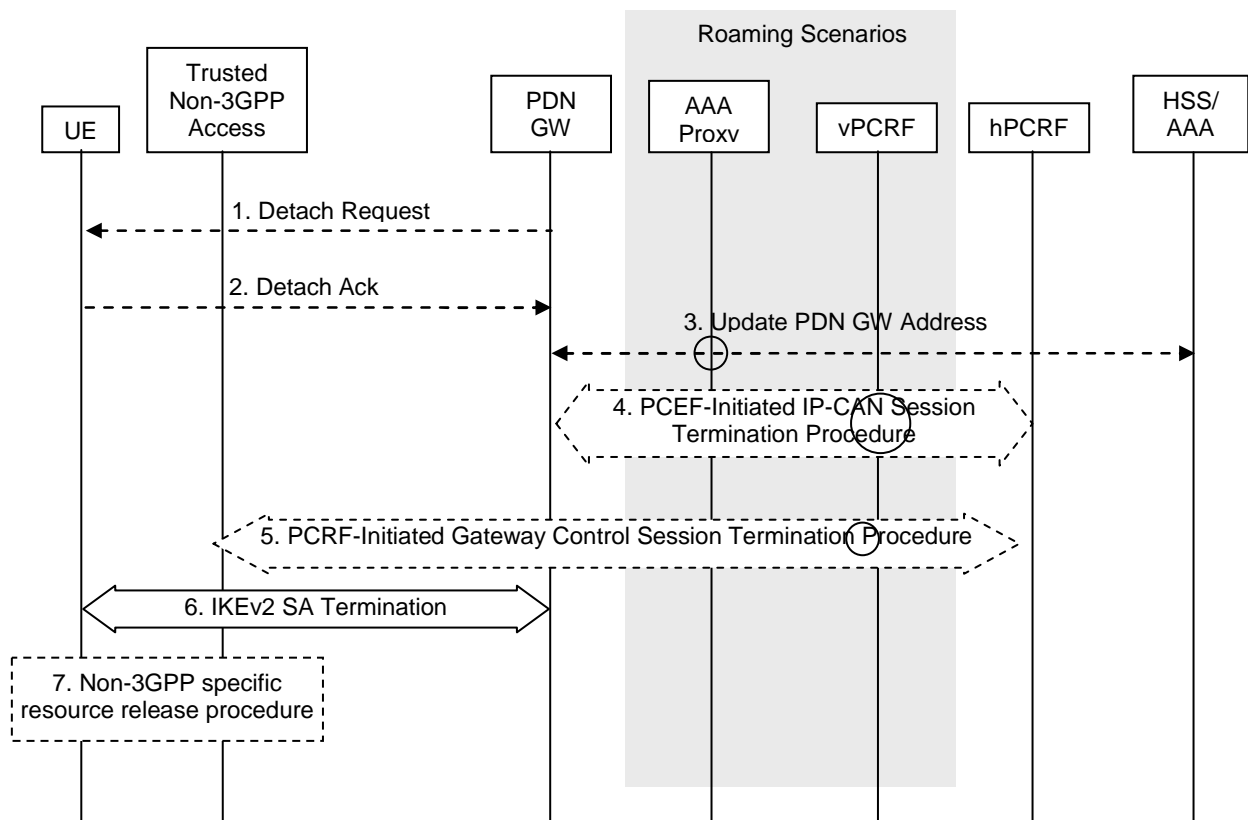 Roaming Scenarios
UE
Trusted
Non-3GPP
Access
PDN
GW
AAA
Proxv
vPCRF
hPCRF
HSS/
AAA
1. Detach Request
2. Detach Ack
3. Update PDN GW Address
4. PCEF-Initiated IP-CAN Session
Termination Procedure
5. PCRF-Initiated Gateway Control Session Termination Procedure
6. IKEv2 SA Termination
7. Non-3GPP specific
resource release procedure